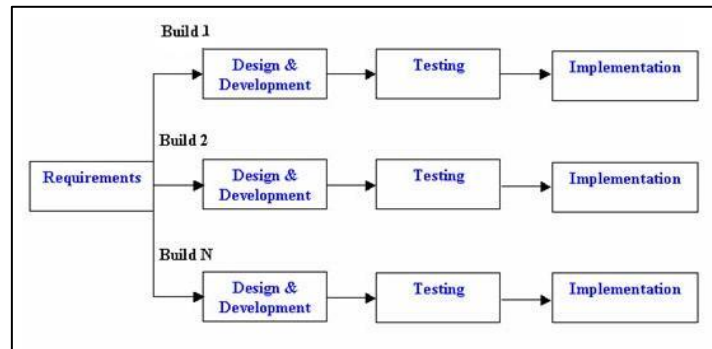 Build 1
Design &
Development
Testing
Implementation
Build 2
Requirements
Design &
Development
Testing
Implementation
Build N
Design &
Development
Testing
Implementation